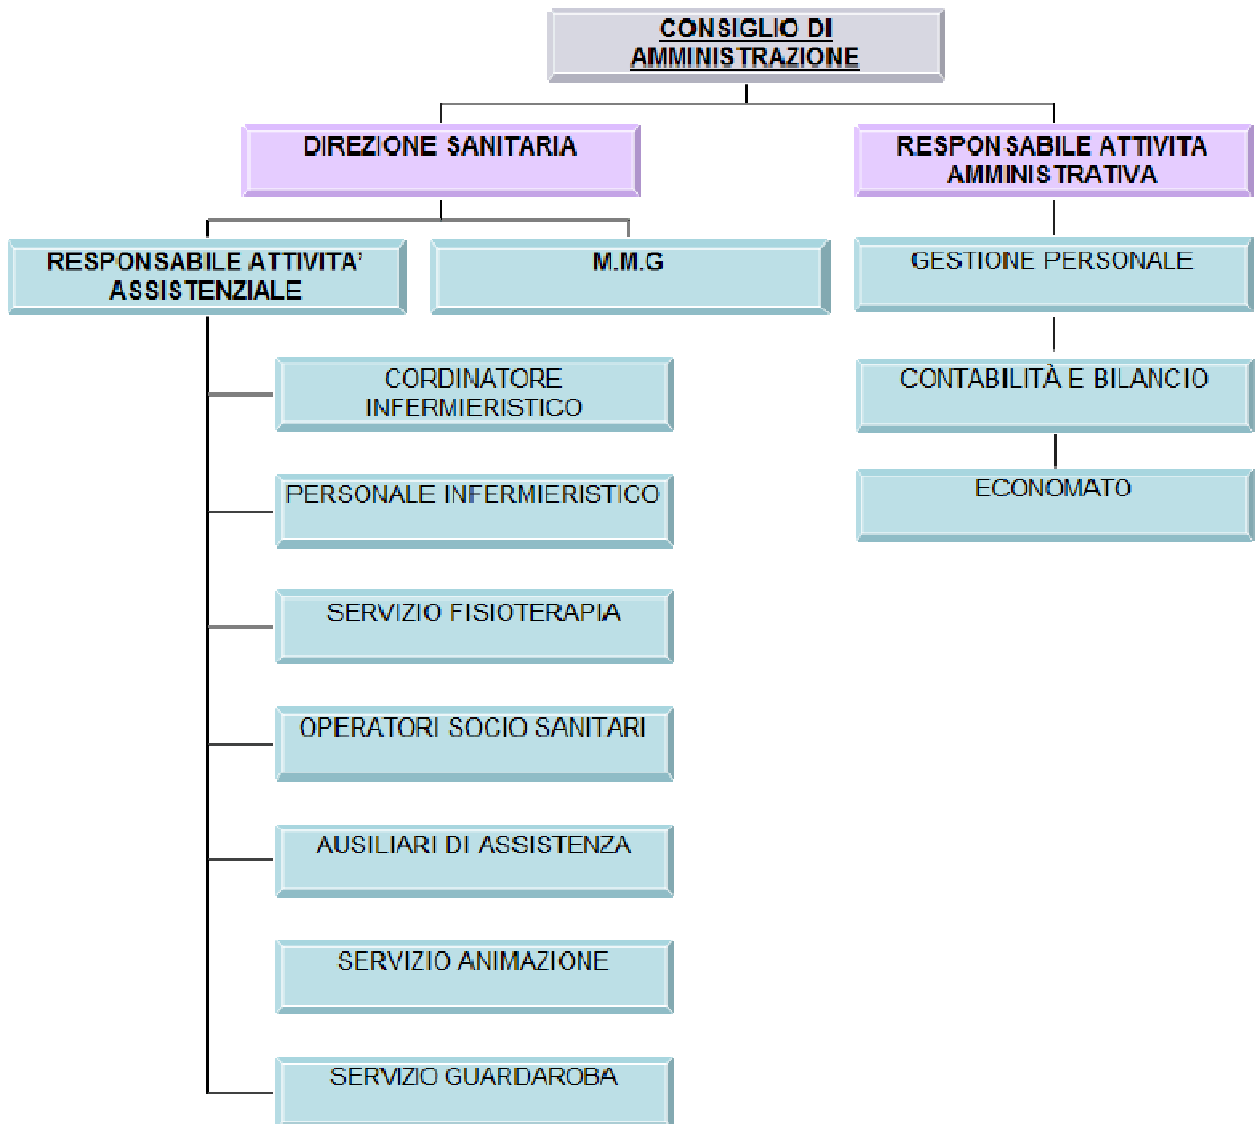 CONSIGLIO DI
AMMINISTRAZIONE
DIREZIONE SANITARIA
RESPONSABILE ATTIVITA
AMMINISTRATIVA
RESPONSABILE ATTIVITA'
ASSISTENZIALE
M.M.G
GESTIONE PERSONALE
CORDINATORE
INFERMIERISTICO
CONTABILITÀ E BILANCIO
PERSONALE INFERMIERISTICO
ECONOMATO
SERVIZIO FISIOTERAPIA
OPERATORI SOCIO SANITARI
AUSILIARI DI ASSISTENZA
SERVIZIO ANIMAZIONE
SERVIZIO GUARDAROBA